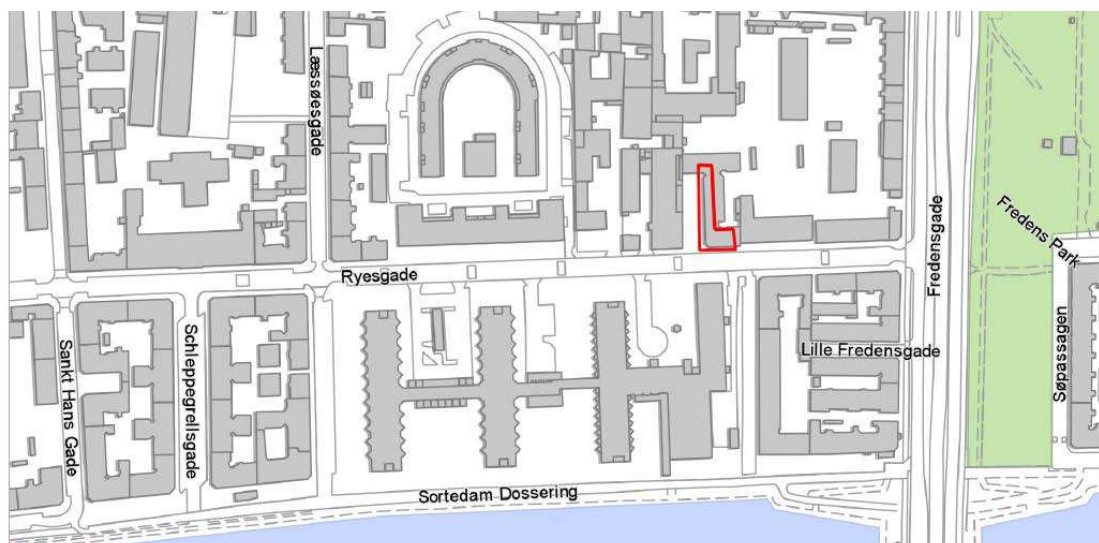 Læssøesgade
Ryesgade
Fredensgade
Fredens Park
Søpassagen
Lille Fredensgade
Sankt Hans Gade
Schleppegrellsgade
Sortedam Dossering